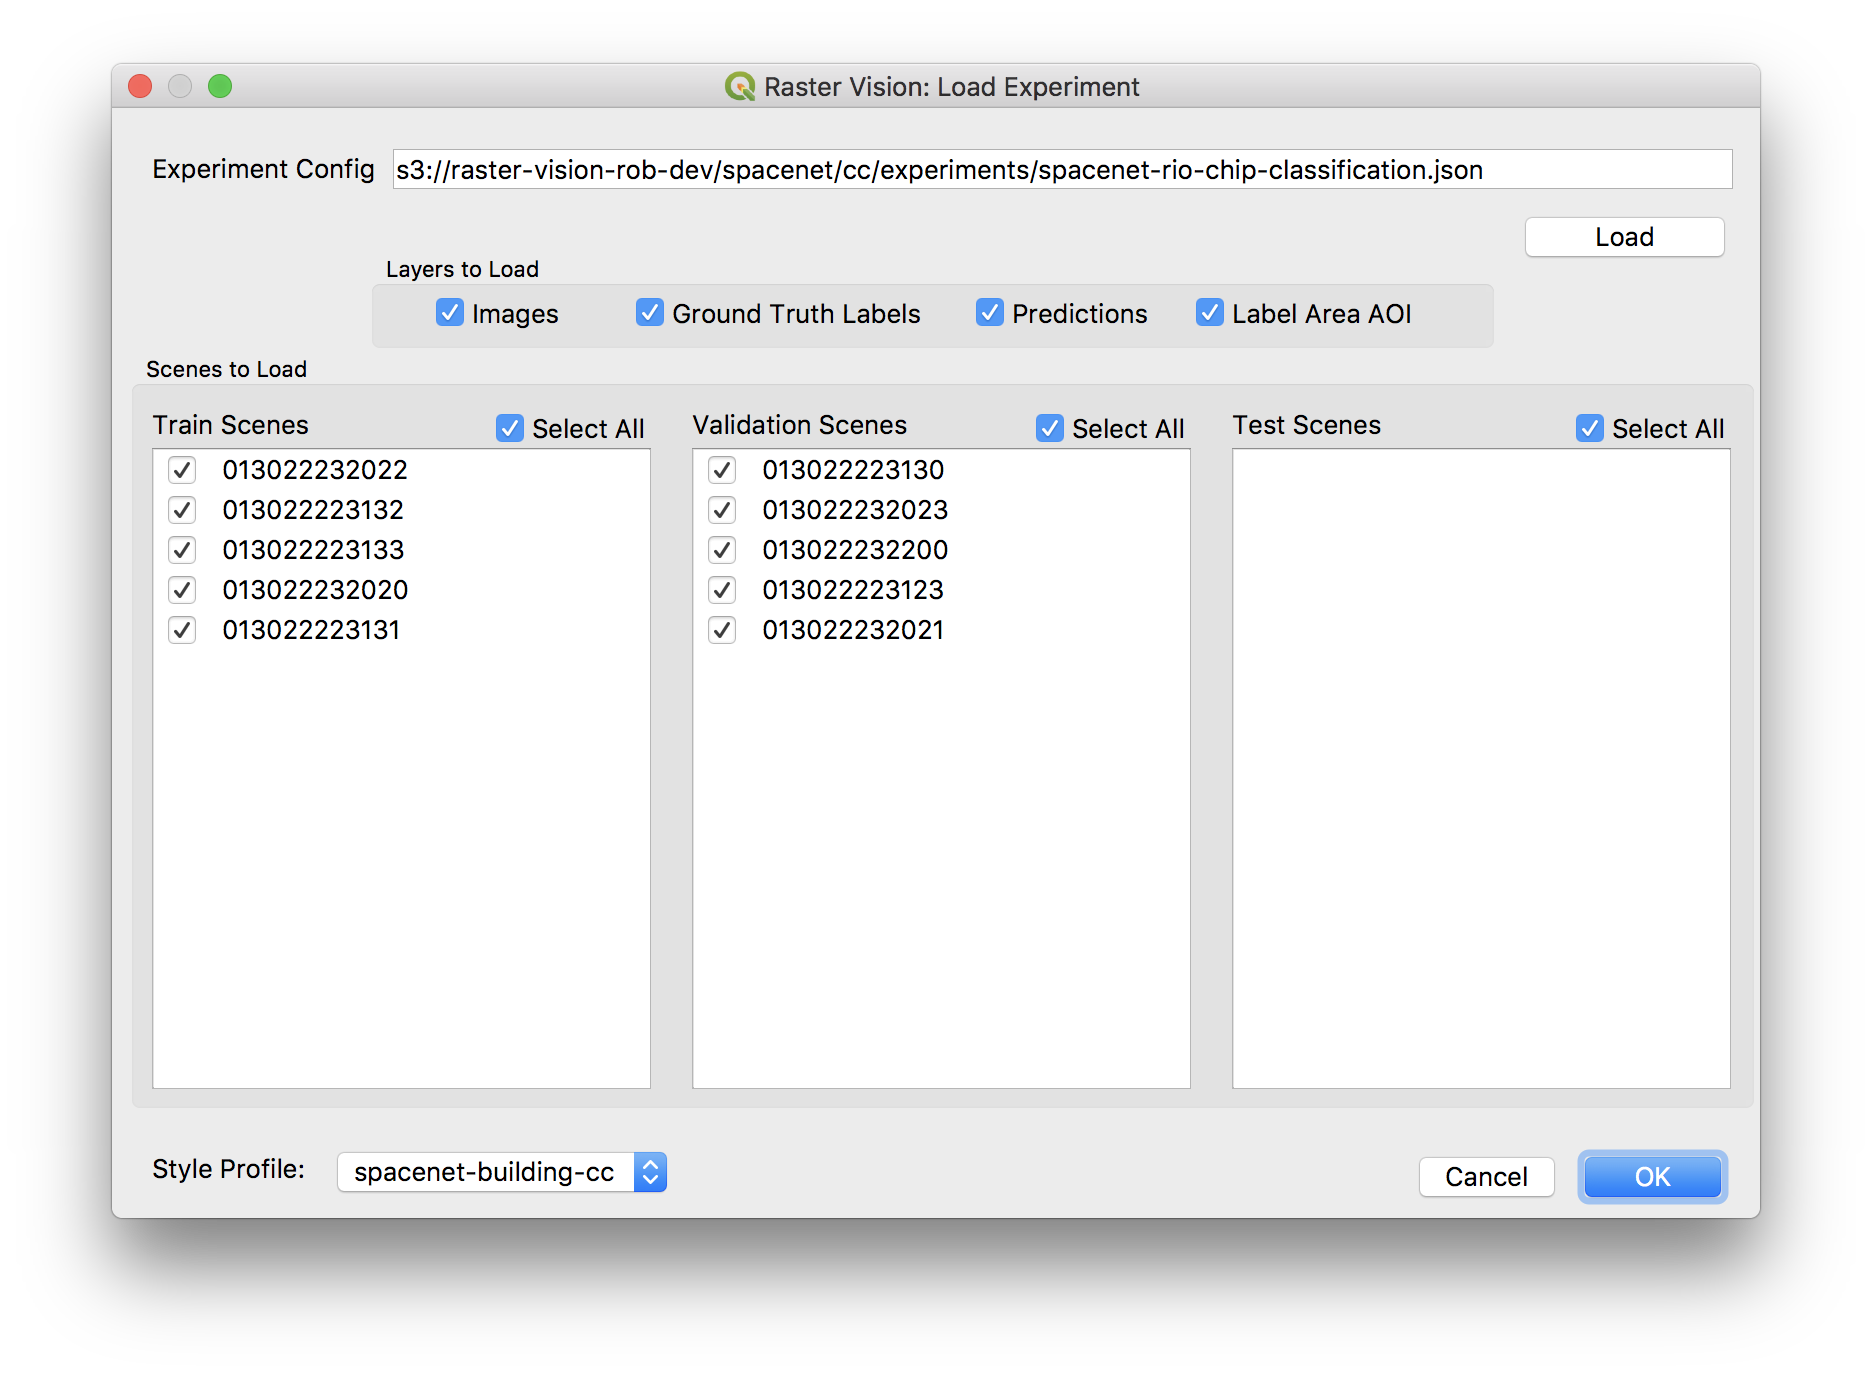 Raster Vision: Load Experiment
Experiment Config s3://raster-vision-rob-dev/spacenet/cc/experiments/spacenet-rio-chip-classification.json
Load
Layers to Load
Images Ground Truth Labels Predictions Label Area AOI
Scenes to Load
Train Scenes Select All
013022232022
013022223132
013022223133
013022232020
013022223131
Validation Scenes Select All
013022223130
013022232023
013022232200
013022223123
013022232021
Test Scenes Select All
Style Profile: spacenet-building-cc
Cancel OK